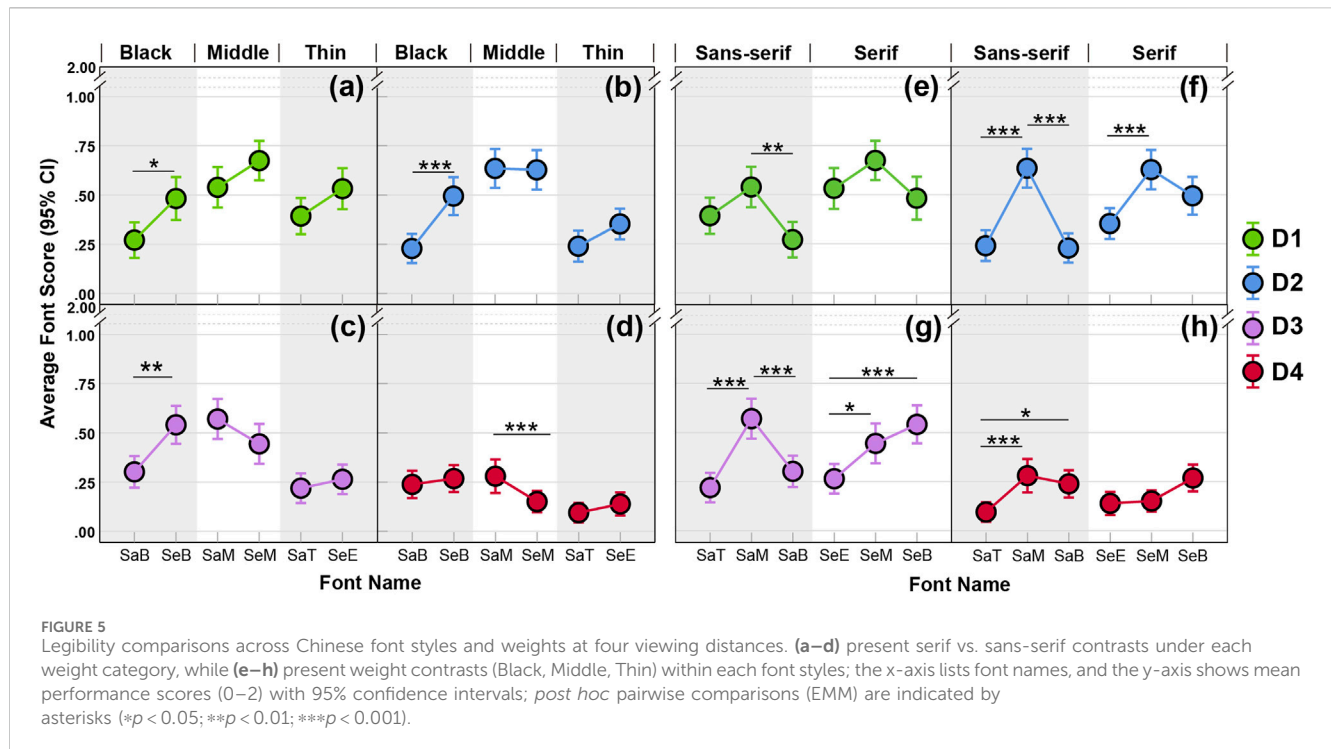 Black Middle Thin Black Middle Thin Sans-serif Serif Sans-serif Serif
2.00
(a) (b) (e) (f)
1.00
*** *** ***
* *** **
.75
.50
.25
.00
D1
D2
D3
D4
Average Font Score (95% CI)
2.00
(c) (d) (g) (h)
1.00
** *** *** *** *** * * ***
.75
.50
.25
.00
SaB SeB SaM SeM SaT SeE SaB SeB SaM SeM SaT SeE SaT SaM SaB SeE SeM SeB SaT SaM SaB SeE SeM SeB
Font Name Font Name
FIGURE 5
Legibility comparisons across Chinese font styles and weights at four viewing distances. (a–d) present serif vs. sans-serif contrasts under each
weight category, while (e–h) present weight contrasts (Black, Middle, Thin) within each font styles; the x-axis lists font names, and the y-axis shows mean
performance scores (0–2) with 95% confidence intervals; post hoc pairwise comparisons (EMM) are indicated by
asterisks (∗p < 0.05; ∗∗p < 0.01; ∗∗∗p < 0.001).